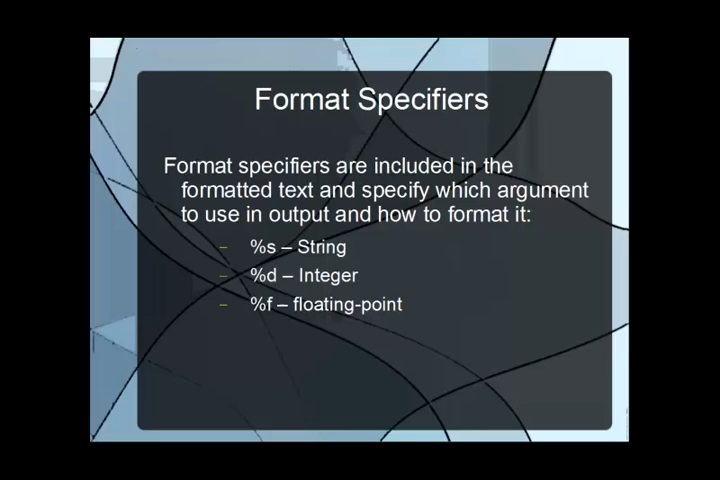 Format Specifiers
Format specifiers are included in the
formatted text and specify which argument
to use in output and how to format it:
– %s – String
– %d – Integer
– %f – floating-point